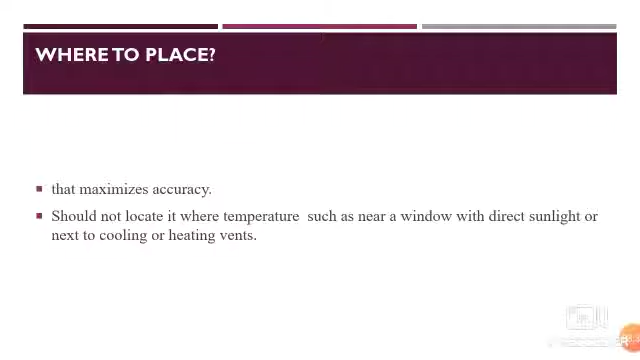 WHERE TO PLACE?
that maximizes accuracy.
Should not locate it where temperature such as near a window with direct sunlight or
next to cooling or heating vents.